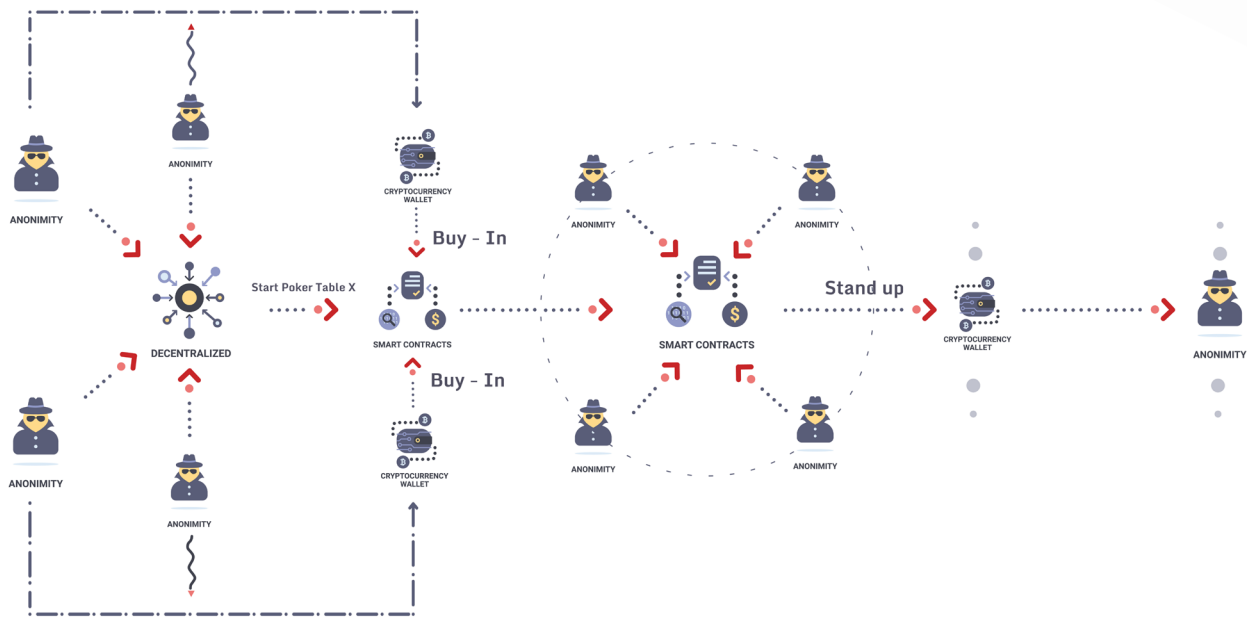 ANONIMITY
ANONIMITY
DECENTRALIZED
ANONIMITY
ANONIMITY
Start Poker Table X
CRYPTOCURRENCY
WALLET
Buy - In
SMART CONTRACTS
Buy - In
CRYPTOCURRENCY
WALLET
ANONIMITY
ANONIMITY
SMART CONTRACTS
ANONIMITY
ANONIMITY
Stand up
CRYPTOCURRENCY
WALLET
ANONIMITY